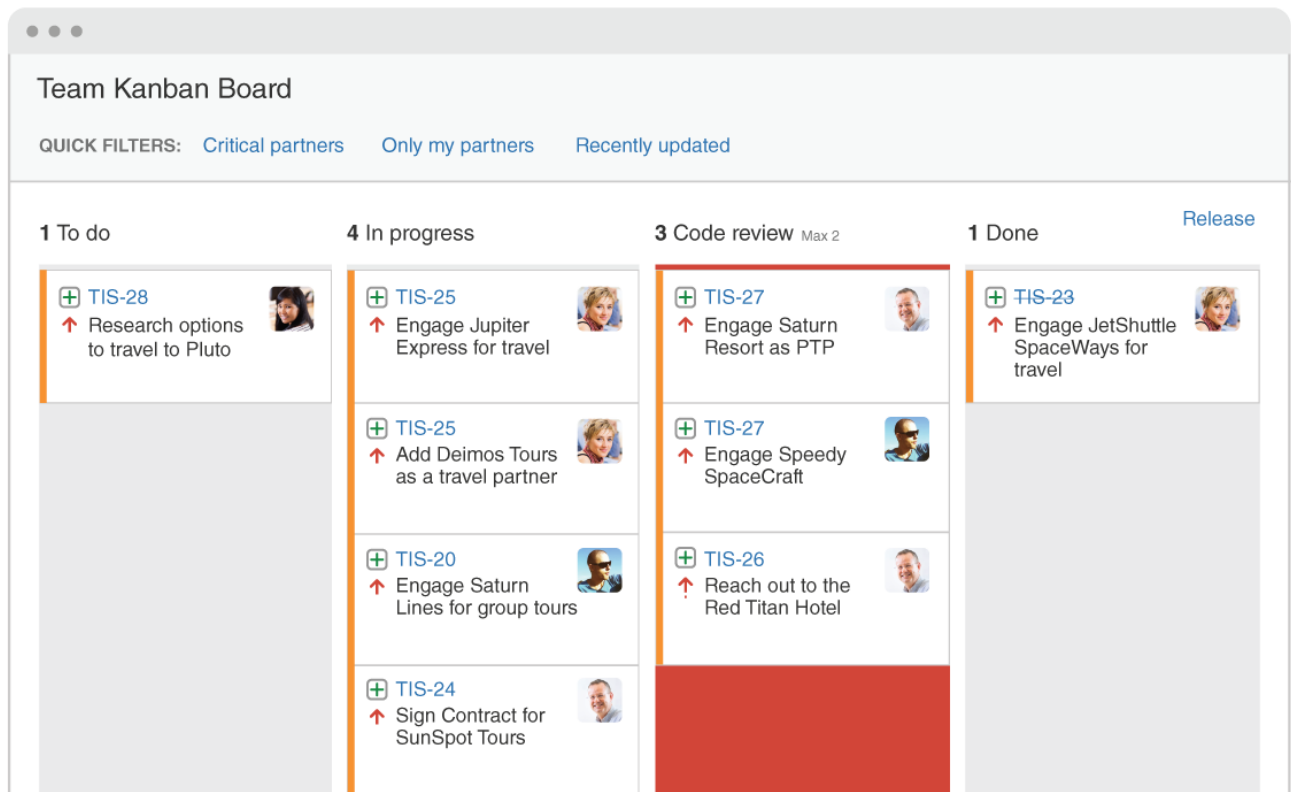 Team Kanban Board
QUICK FILTERS: Critical partners Only my partners Recently updated
Release
1 To do
TIS-28
Research options
to travel to Pluto
4 In progress
TIS-25
Engage Jupiter
Express for travel
TIS-25
Add Deimos Tours
as a travel partner
TIS-20
Engage Saturn
Lines for group tours
TIS-24
Sign Contract for
SunSpot Tours
3 Code review Max 2
TIS-27
Engage Saturn
Resort as PTP
TIS-27
Engage Speedy
SpaceCraft
TIS-26
Reach out to the
Red Titan Hotel
1 Done
TIS-23
Engage JetShuttle
SpaceWays for
travel